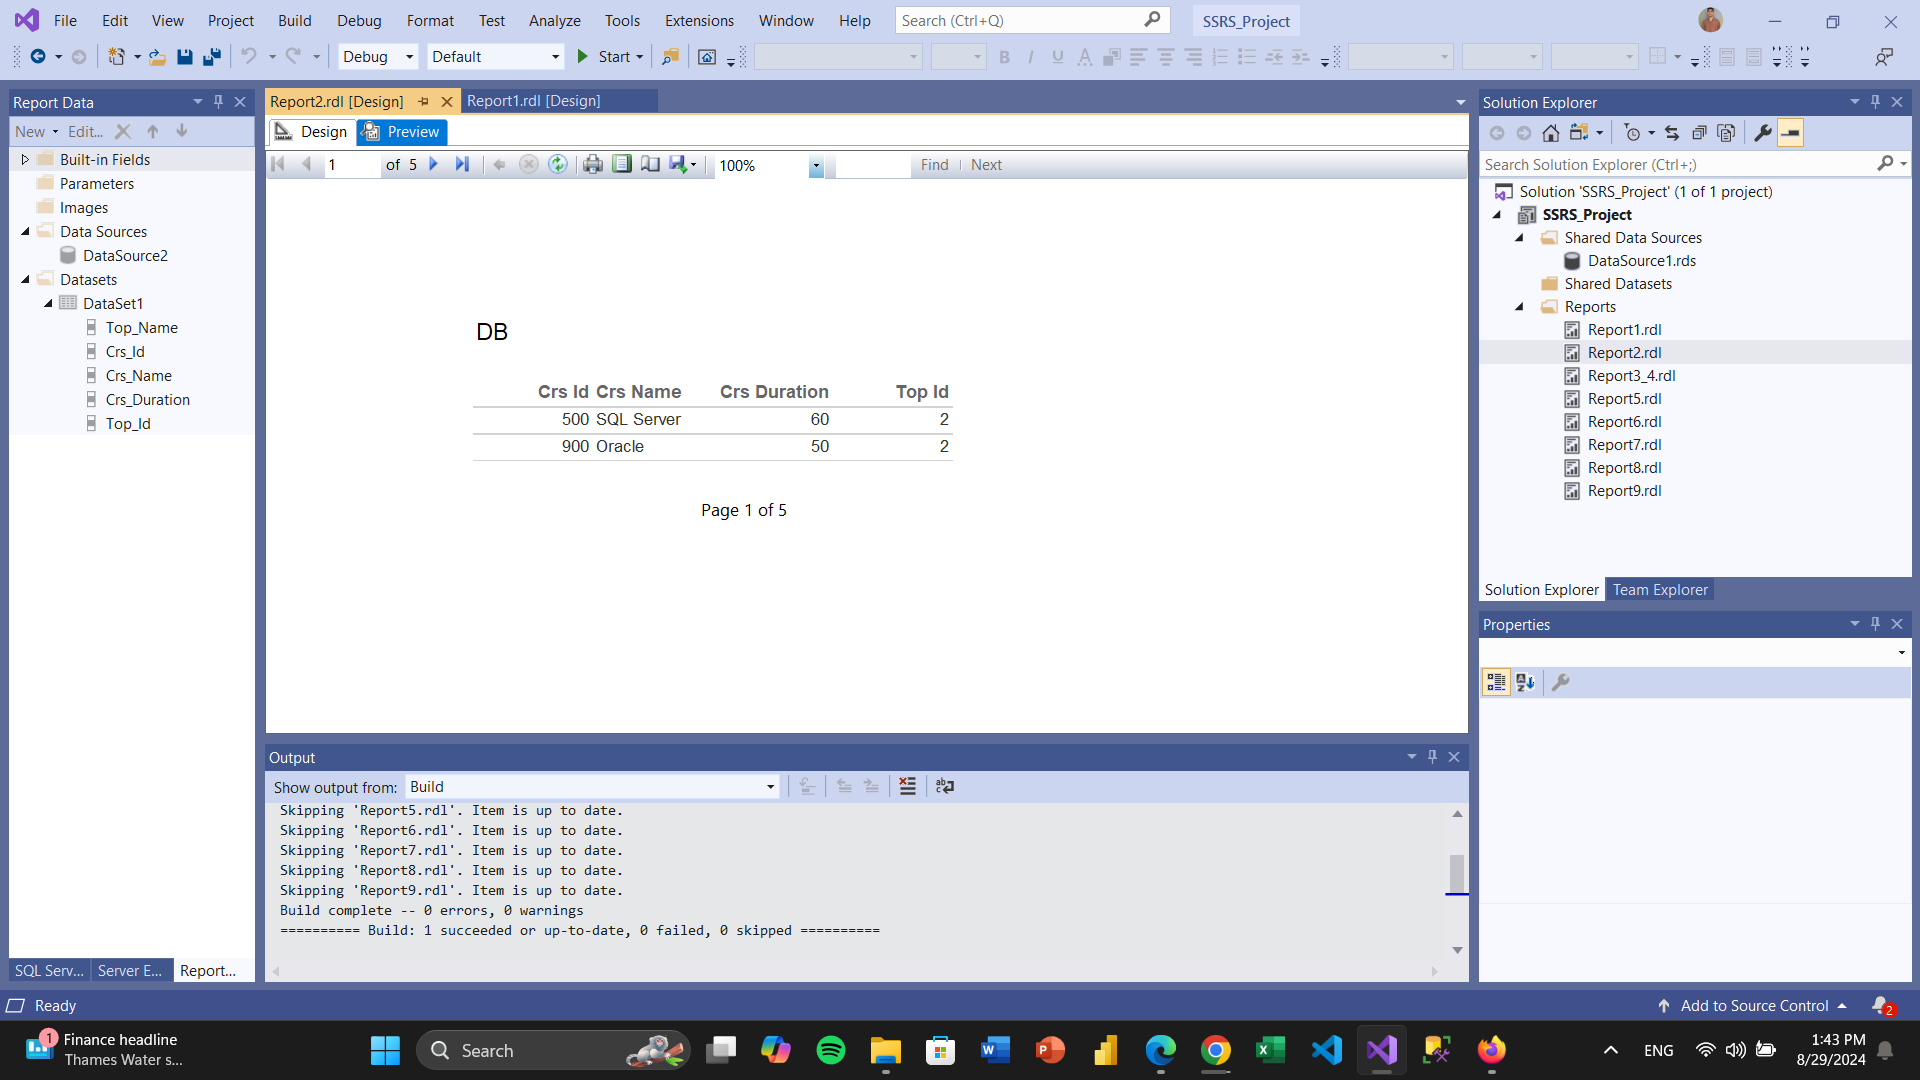 File Edit View Project Build Debug Format Test Analyze Tools Extensions Window Help Search (Ctrl+Q) SSRS_Project
Debug Default Start
Report Data
New Edit...
Built-in Fields
Parameters
Images
Data Sources
DataSource2
Datasets
DataSet1
Top_Name
Crs_Id
Crs_Name
Crs_Duration
Top_Id
SQL Serv... Server E... Report...
Report2.rdl [Design] Report1.rdl [Design]
Design Preview
1 of 5 100% Find Next
DB
Crs Id Crs Name Crs Duration Top Id
500 SQL Server 60 2
900 Oracle 50 2
Page 1 of 5
Output
Show output from: Build
Skipping 'Report5.rdl'. Item is up to date.
Skipping 'Report6.rdl'. Item is up to date.
Skipping 'Report7.rdl'. Item is up to date.
Skipping 'Report8.rdl'. Item is up to date.
Skipping 'Report9.rdl'. Item is up to date.
Build complete -- 0 errors, 0 warnings
========== Build: 1 succeeded or up-to-date, 0 failed, 0 skipped ==========
Solution Explorer
Search Solution Explorer (Ctrl+;)
Solution 'SSRS_Project' (1 of 1 project)
SSRS_Project
Shared Data Sources
DataSource1.rds
Shared Datasets
Reports
Report1.rdl
Report2.rdl
Report3_4.rdl
Report5.rdl
Report6.rdl
Report7.rdl
Report8.rdl
Report9.rdl
Solution Explorer Team Explorer
Properties
Ready Add to Source Control 2
1 Finance headline
Thames Water s...
Search
ENG
1:43 PM
8/29/2024